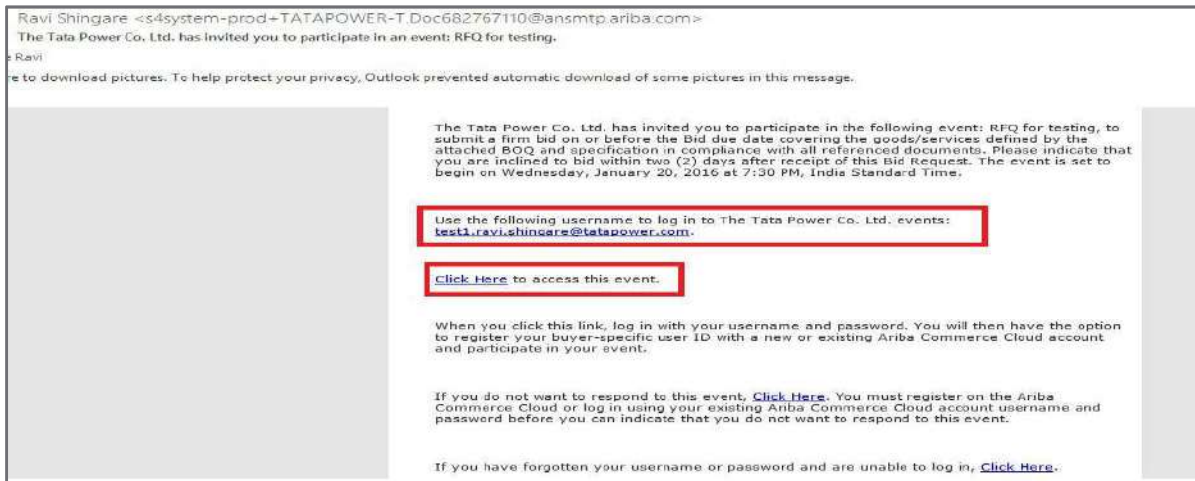 Ravi Shingare <s4system-prod+TATAPOWER-T.Doc682767110@ansmtp.ariba.com>
The Tata Power Co. Ltd. has invited you to participate in an event: RFQ for testing.
Ravi
re to download pictures. To help protect your privacy, Outlook prevented automatic download of some pictures in this message.
The Tata Power Co. Ltd. has invited you to participate in the following event: RFQ for testing, to
submit a firm bid on or before the Bid due date covering the goods/services defined by the
attached BOQ and specification in compliance with all referenced documents. Please indicate that
you are inclined to bid within two (2) days after receipt of this Bid Request. The event is set to
begin on Wednesday, January 20, 2016 at 7:30 PM, India Standard Time.
Use the following username to log in to The Tata Power Co. Ltd. events:
test1.ravi.shingare@tatapower.com.
Click Here to access this event.
When you click this link, log in with your username and password. You will then have the option
to register your buyer-specific user ID with a new or existing Ariba Commerce Cloud account
and participate in your event.
If you do not want to respond to this event, Click Here. You must register on the Ariba
Commerce Cloud or log in using your existing Ariba Commerce Cloud account username and
password before you can indicate that you do not want to respond to this event.
If you have forgotten your username or password and are unable to log in, Click Here.